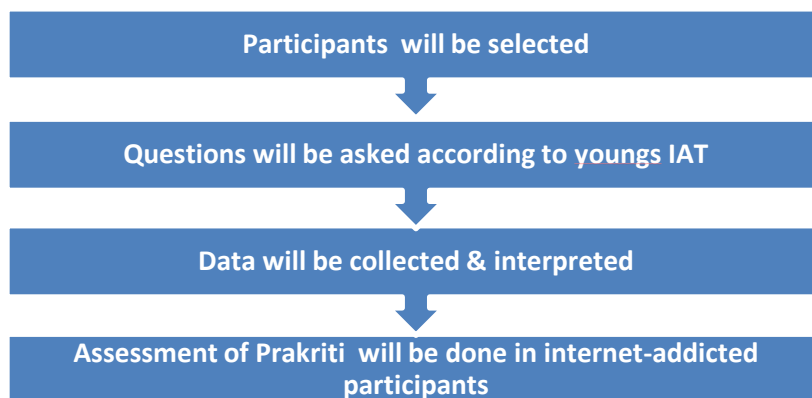 Participants will be selected
Questions will be asked according to youngs IAT
Data will be collected & interpreted
Assessment of Prakriti will be done in internet-addicted
participants